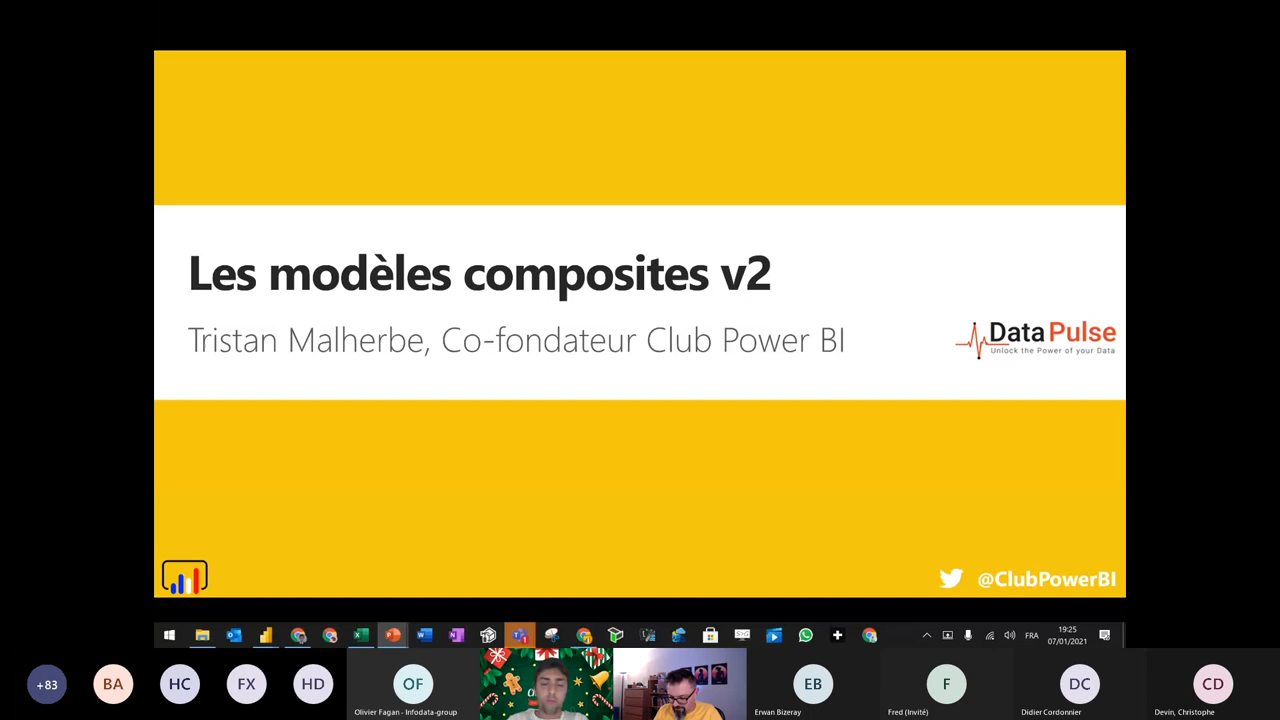 Les modèles composites v2
Tristan Malherbe, Co-fondateur Club Power BI
Data Pulse
Unlock the Power of your Data
@ClubPowerBI
FRA
19:25
07/01/2021
+83
BA
HC
FX
HD
OF
Olivier Fagan - Infodata-group
EB
Erwan Bizeray
F
Fred (Invité)
DC
Didier Cordonnier
CD
Devin, Christophe